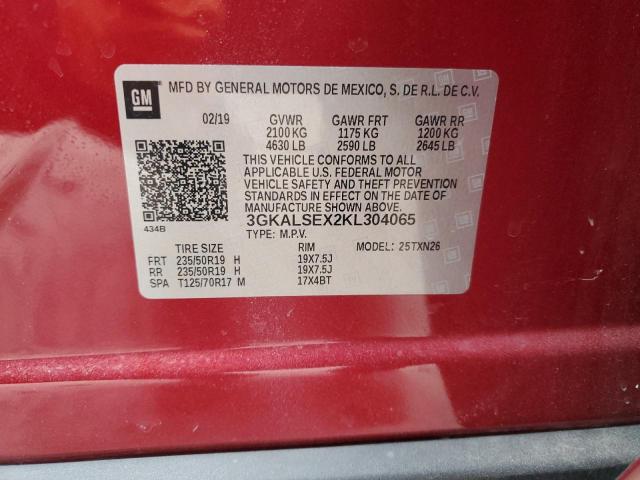 GM MFD BY GENERAL MOTORS DE MEXICO, S. DE R.L. DE C.V.
02/19 GVWR GAWR FRT GAWR RR
2100 KG 1175 KG 1200 KG
4630 LB 2590 LB 2645 LB
THIS VEHICLE CONFORMS TO ALL
APPLICABLE U.S. FEDERAL MOTOR
VEHICLE SAFETY AND THEFT PREVENTION
STANDARDS IN EFFECT ON THE DATE OF
MANUFACTURE SHOWN ABOVE.
3GKALSEX2KL304065
434B TYPE: M.P.V.
TIRE SIZE RIM MODEL: 25TXN26
FRT 235/50R19 H 19X7.5J
RR 235/50R19 H 19X7.5J
SPA T125/70R17 M 17X4BT